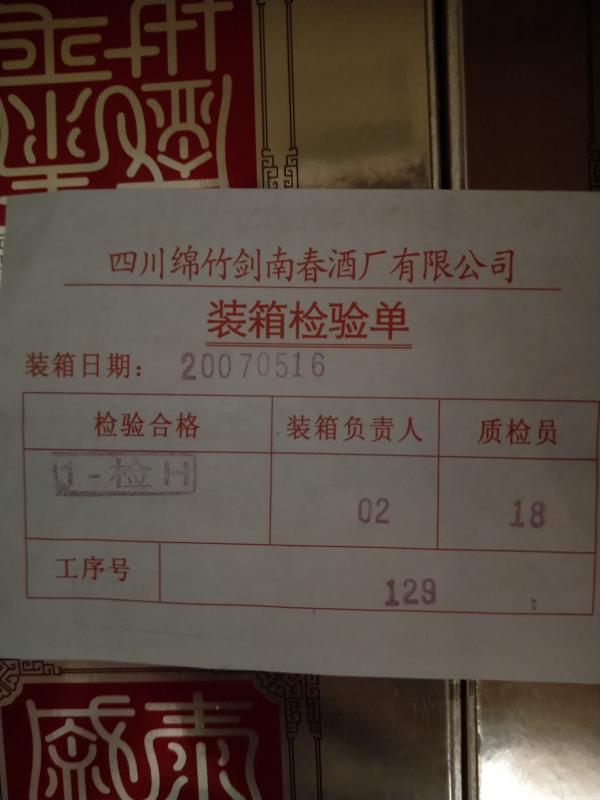 四川绵竹剑南春酒厂有限公司
装箱检验单
装箱日期: 20070516
检验合格 装箱负责人 质检员
1-检H 02 18
工序号 129